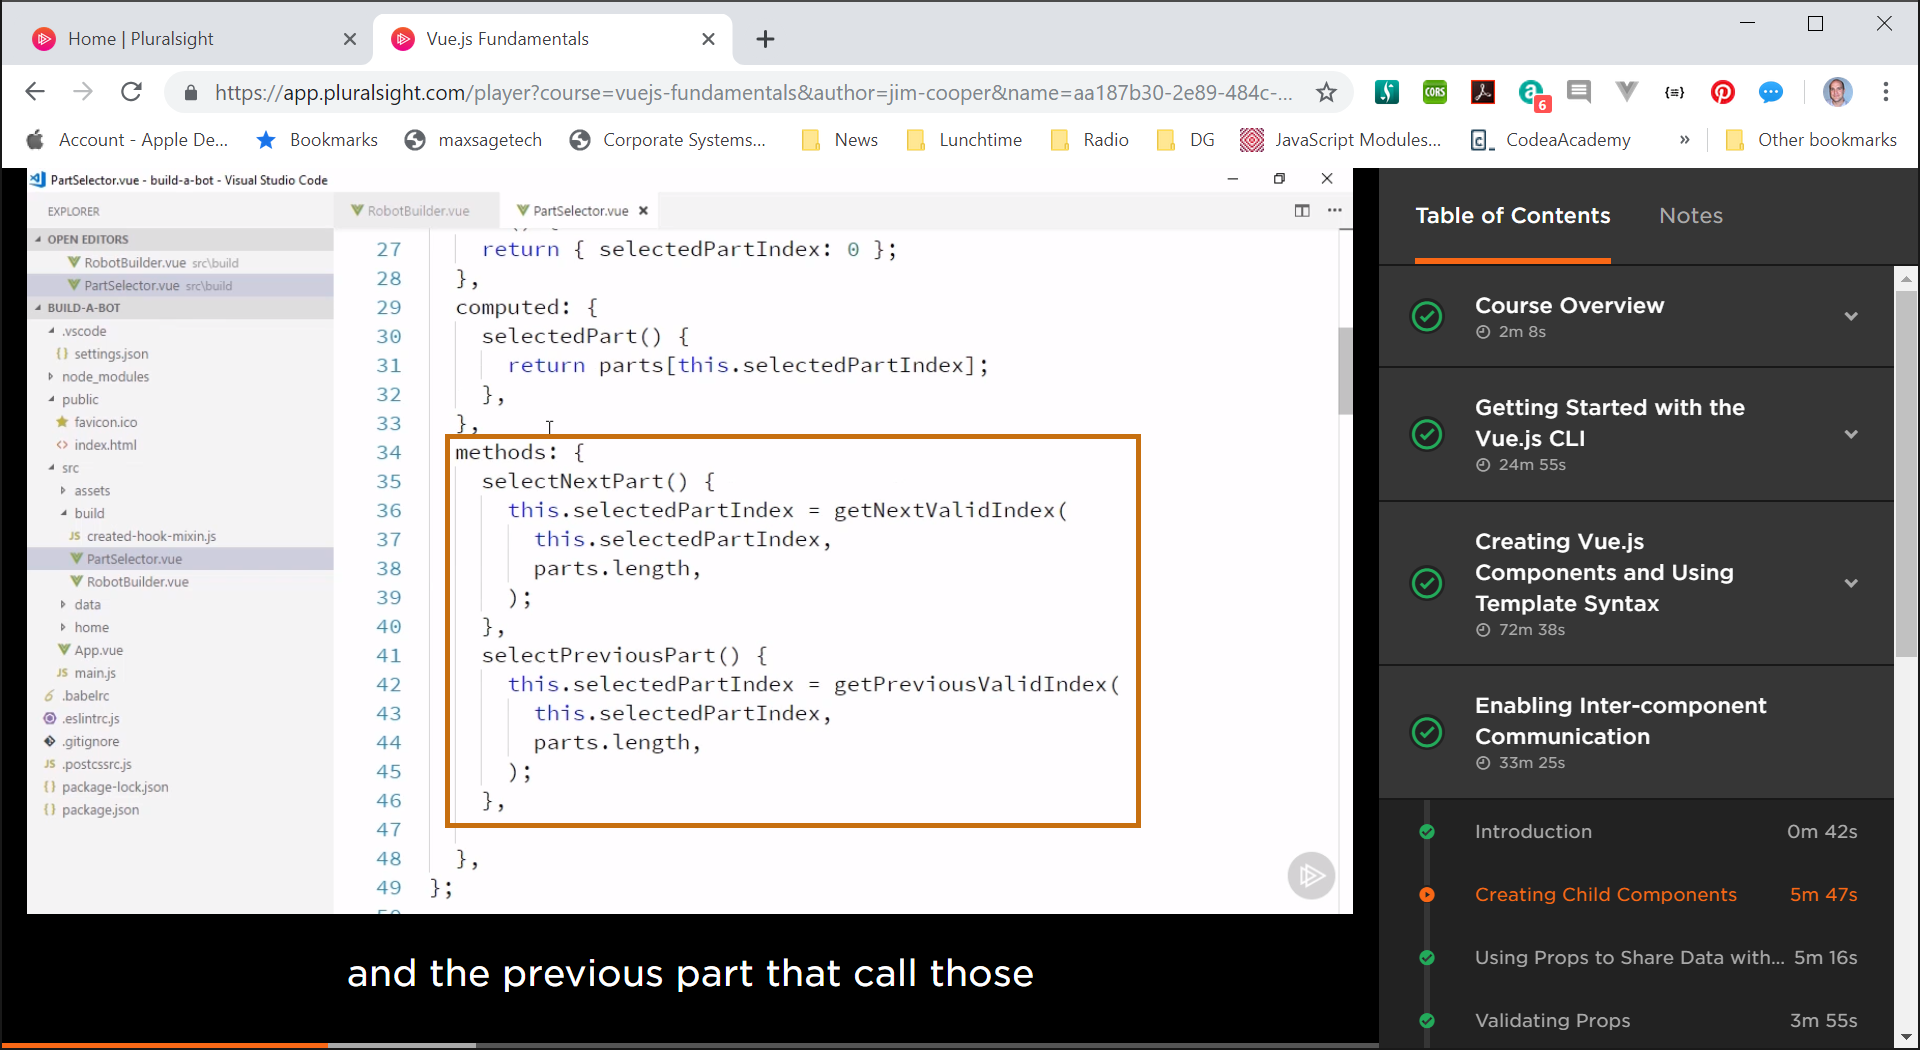 Home | Pluralsight
Vue.js Fundamentals
https://app.pluralsight.com/player?course=vuejs-fundamentals&author=jim-cooper&name=aa187b30-2e89-484c-...
CORS
6
{≡}
Account - Apple De...
Bookmarks
maxsagetech
Corporate Systems...
News
Lunchtime
Radio
DG
JavaScript Modules...
CodeaAcademy
»
Other bookmarks
PartSelector.vue - build-a-bot - Visual Studio Code
EXPLORER
OPEN EDITORS
RobotBuilder.vue src\build
PartSelector.vue src\build
BUILD-A-BOT
.vscode
{} settings.json
node_modules
public
favicon.ico
<> index.html
src
assets
build
JS created-hook-mixin.js
PartSelector.vue
RobotBuilder.vue
data
home
App.vue
JS main.js
.babelrc
.eslintrc.js
.gitignore
JS .postcssrc.js
{} package-lock.json
{} package.json
RobotBuilder.vue
PartSelector.vue
27 return { selectedPartIndex: 0 };
28 },
29 computed: {
30 selectedPart() {
31 return parts[this.selectedPartIndex];
32 },
33 },
34 methods: {
35 selectNextPart() {
36 this.selectedPartIndex = getNextValidIndex(
37 this.selectedPartIndex,
38 parts.length,
39 );
40 },
41 selectPreviousPart() {
42 this.selectedPartIndex = getPreviousValidIndex(
43 this.selectedPartIndex,
44 parts.length,
45 );
46 },
47
48 },
49 };
and the previous part that call those
Table of Contents
Notes
Course Overview
2m 8s
Getting Started with the
Vue.js CLI
24m 55s
Creating Vue.js
Components and Using
Template Syntax
72m 38s
Enabling Inter-component
Communication
33m 25s
Introduction 0m 42s
Creating Child Components 5m 47s
Using Props to Share Data with... 5m 16s
Validating Props 3m 55s